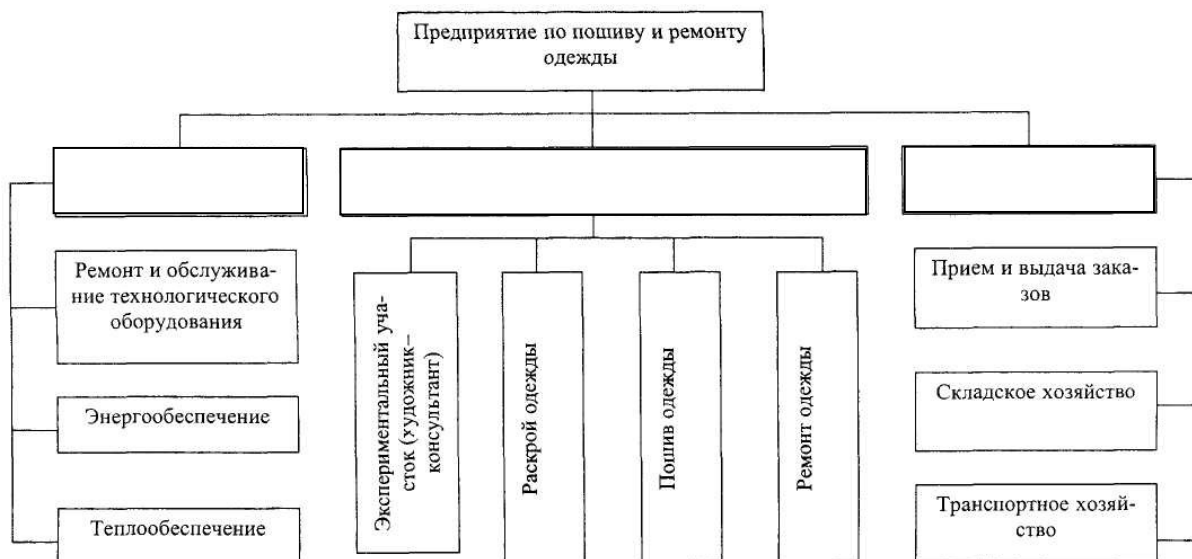 Предприятие по пошиву и ремонту
одежды
Ремонт и обслужива-
ние технологического
оборудования
Энергообеспечение
Теплообеспечение
Экспериментальный уча-
сток (художник–
консультант)
Раскрой одежды
Пошив одежды
Ремонт одежды
Прием и выдача зака-
зов
Складское хозяйство
Транспортное хозяй-
ство